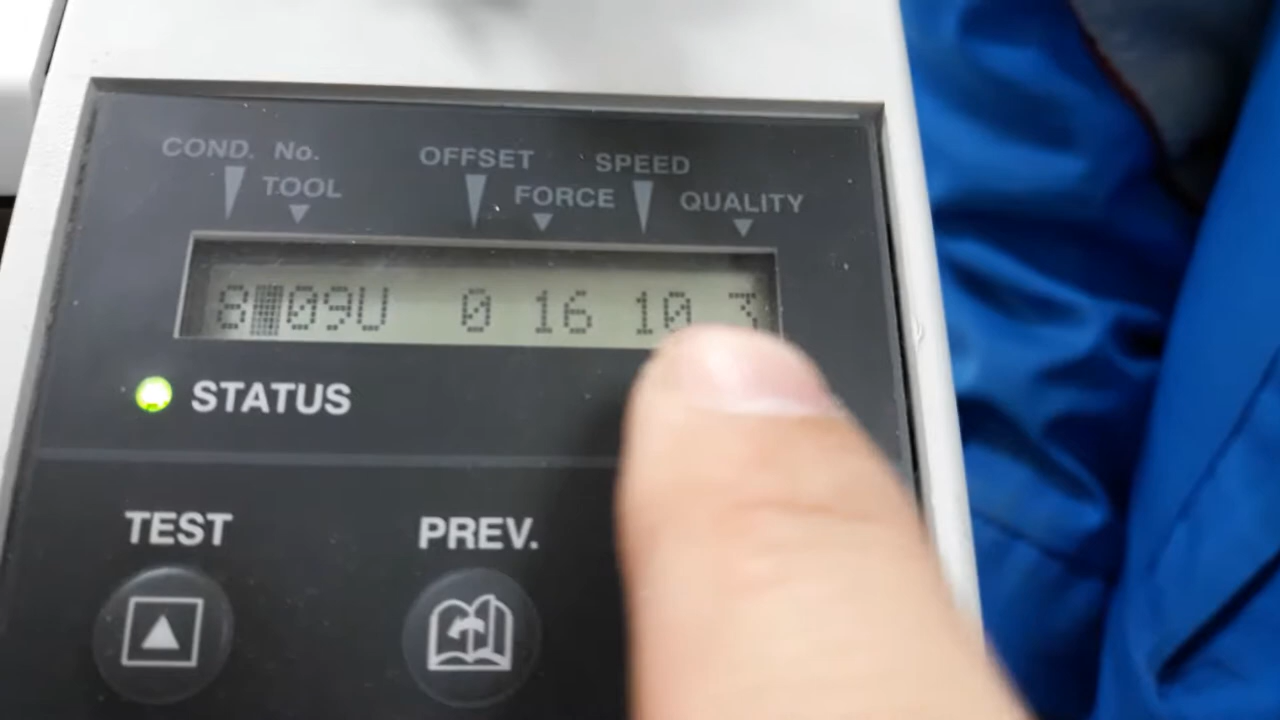 COND. No. OFFSET SPEED
TOOL FORCE QUALITY
8 09U 0 16 10 3
STATUS
TEST PREV.